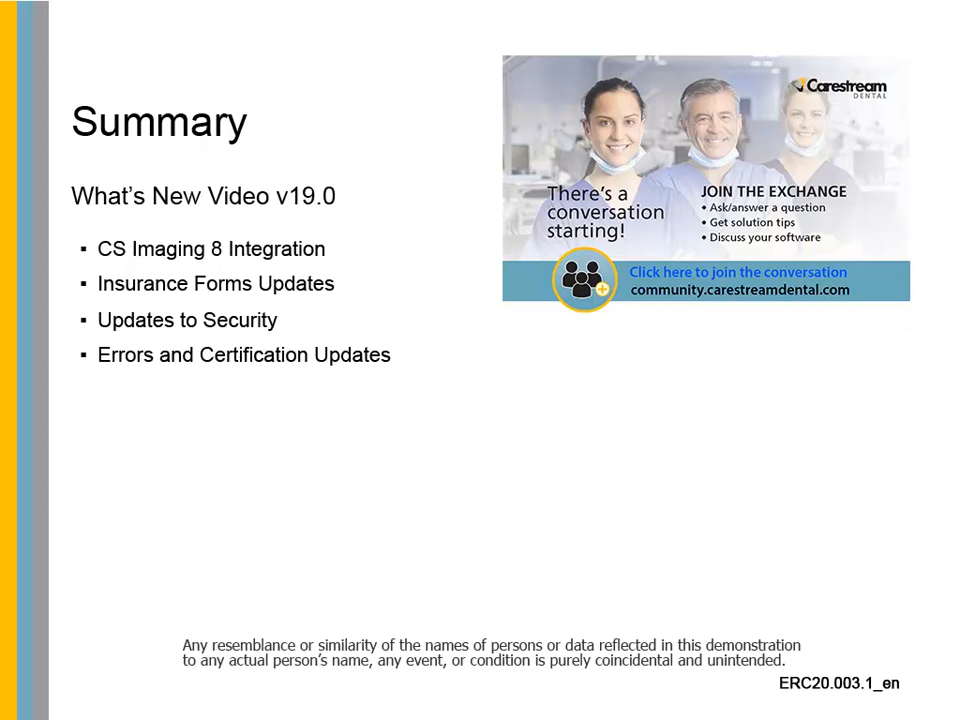 Summary
What's New Video v19.0
▪ CS Imaging 8 Integration
▪ Insurance Forms Updates
▪ Updates to Security
▪ Errors and Certification Updates
Carestream
DENTAL
There's a
conversation
starting!
JOIN THE EXCHANGE
• Ask/answer a question
• Get solution tips
• Discuss your software
Click here to join the conversation
community.carestreamdental.com
Any resemblance or similarity of the names of persons or data reflected in this demonstration
to any actual person's name, any event, or condition is purely coincidental and unintended.
ERC20.003.1_en